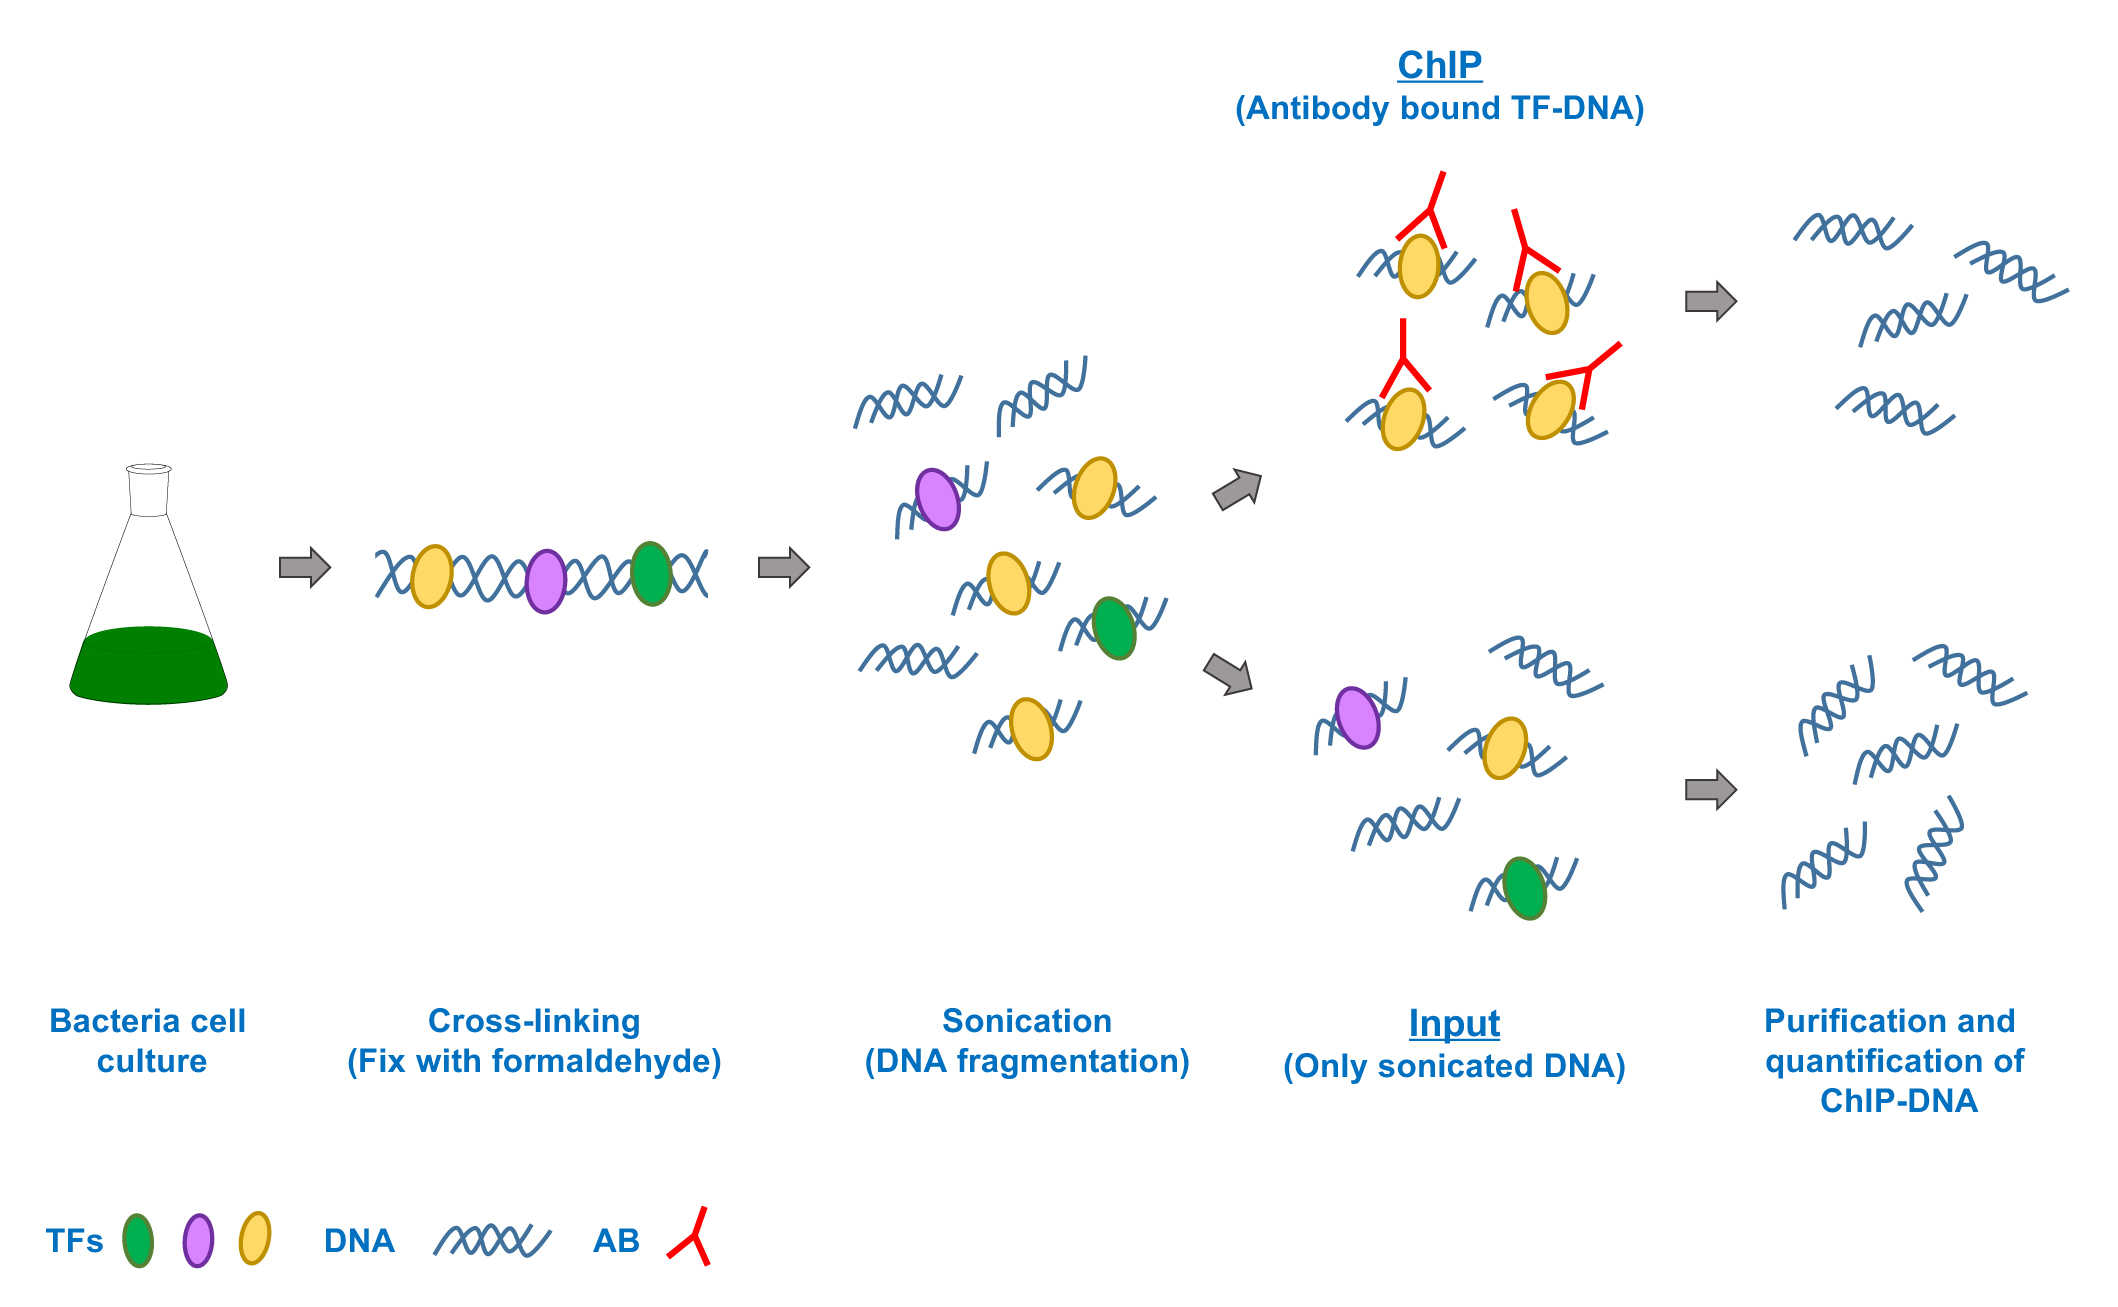 ChIP
(Antibody bound TF-DNA)
Bacteria cell
culture
Cross-linking
(Fix with formaldehyde)
Sonication
(DNA fragmentation)
Input
(Only sonicated DNA)
Purification and
quantification of
ChIP-DNA
TFs
DNA
AB